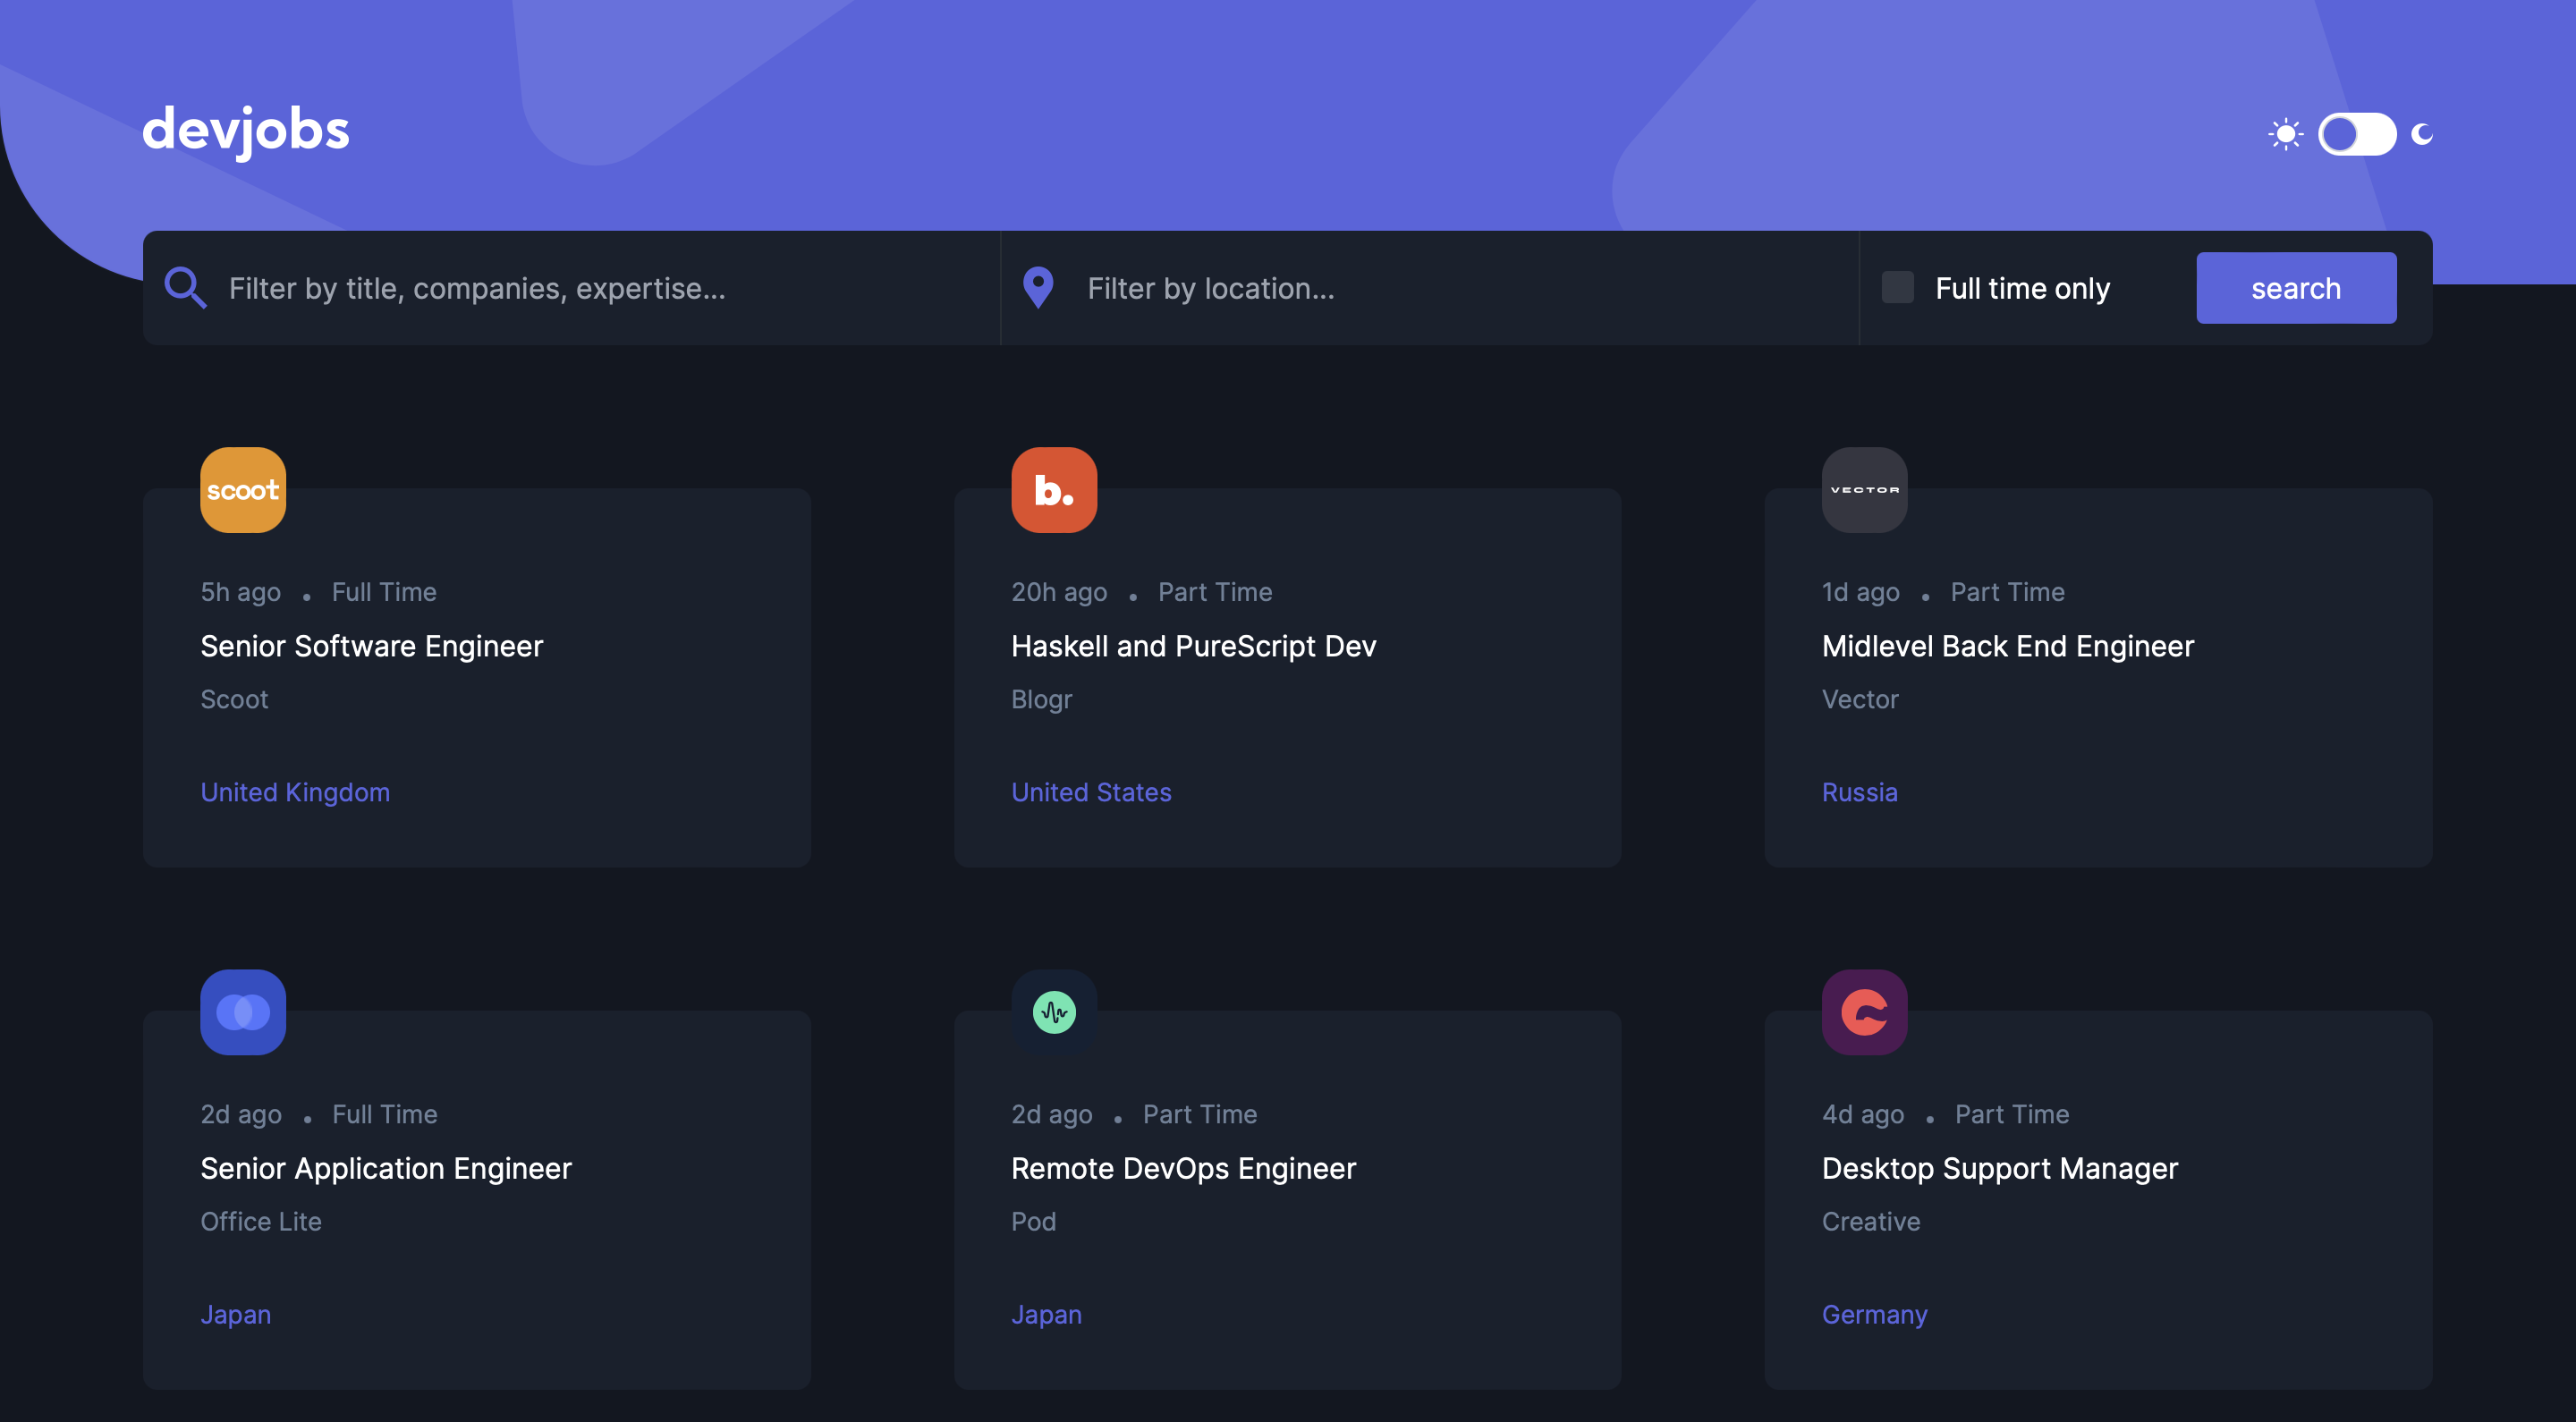 devjobs
Filter by title, companies, expertise...
Filter by location...
Full time only
search
scoot
5h ago • Full Time
Senior Software Engineer
Scoot
United Kingdom
b.
20h ago • Part Time
Haskell and PureScript Dev
Blogr
United States
VECTOR
1d ago • Part Time
Midlevel Back End Engineer
Vector
Russia
2d ago • Full Time
Senior Application Engineer
Office Lite
Japan
2d ago • Part Time
Remote DevOps Engineer
Pod
Japan
4d ago • Part Time
Desktop Support Manager
Creative
Germany